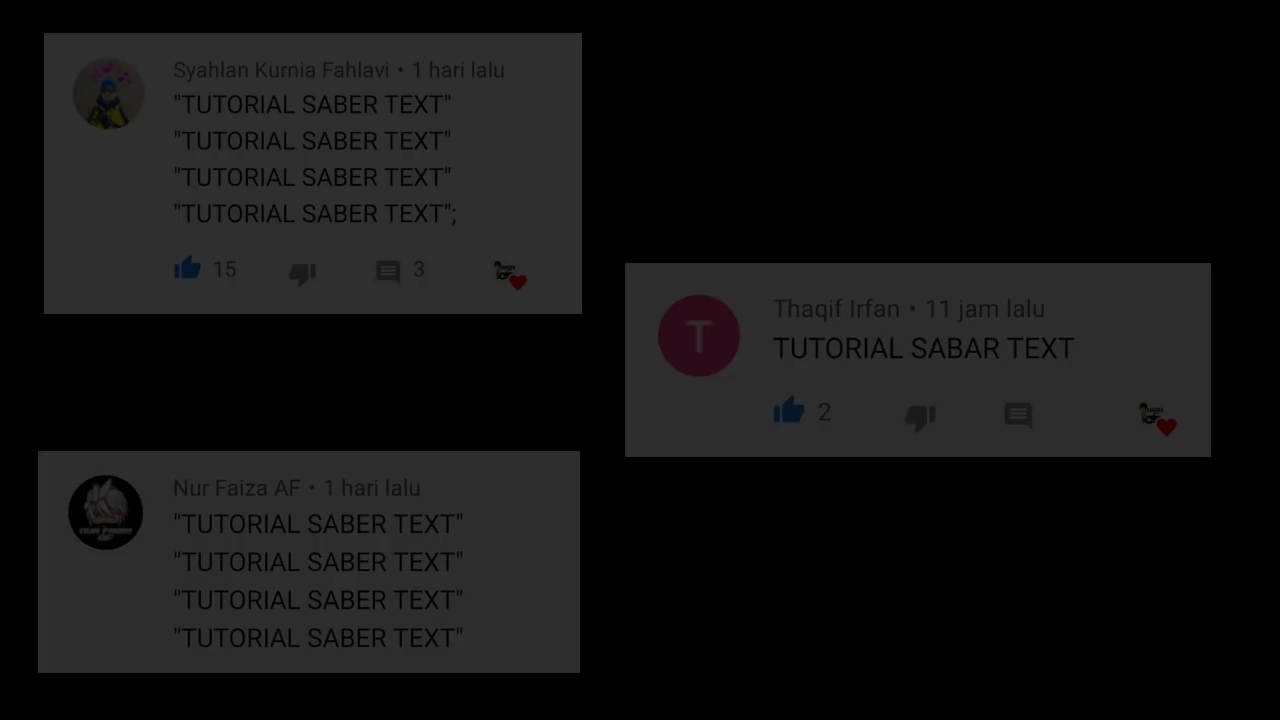 Syahlan Kurnia Fahlavi • 1 hari lalu
"TUTORIAL SABER TEXT"
"TUTORIAL SABER TEXT"
"TUTORIAL SABER TEXT"
"TUTORIAL SABER TEXT";
15
3
Thaqif Irfan • 11 jam lalu
TUTORIAL SABAR TEXT
2
Nur Faiza AF • 1 hari lalu
"TUTORIAL SABER TEXT"
"TUTORIAL SABER TEXT"
"TUTORIAL SABER TEXT"
"TUTORIAL SABER TEXT"
T